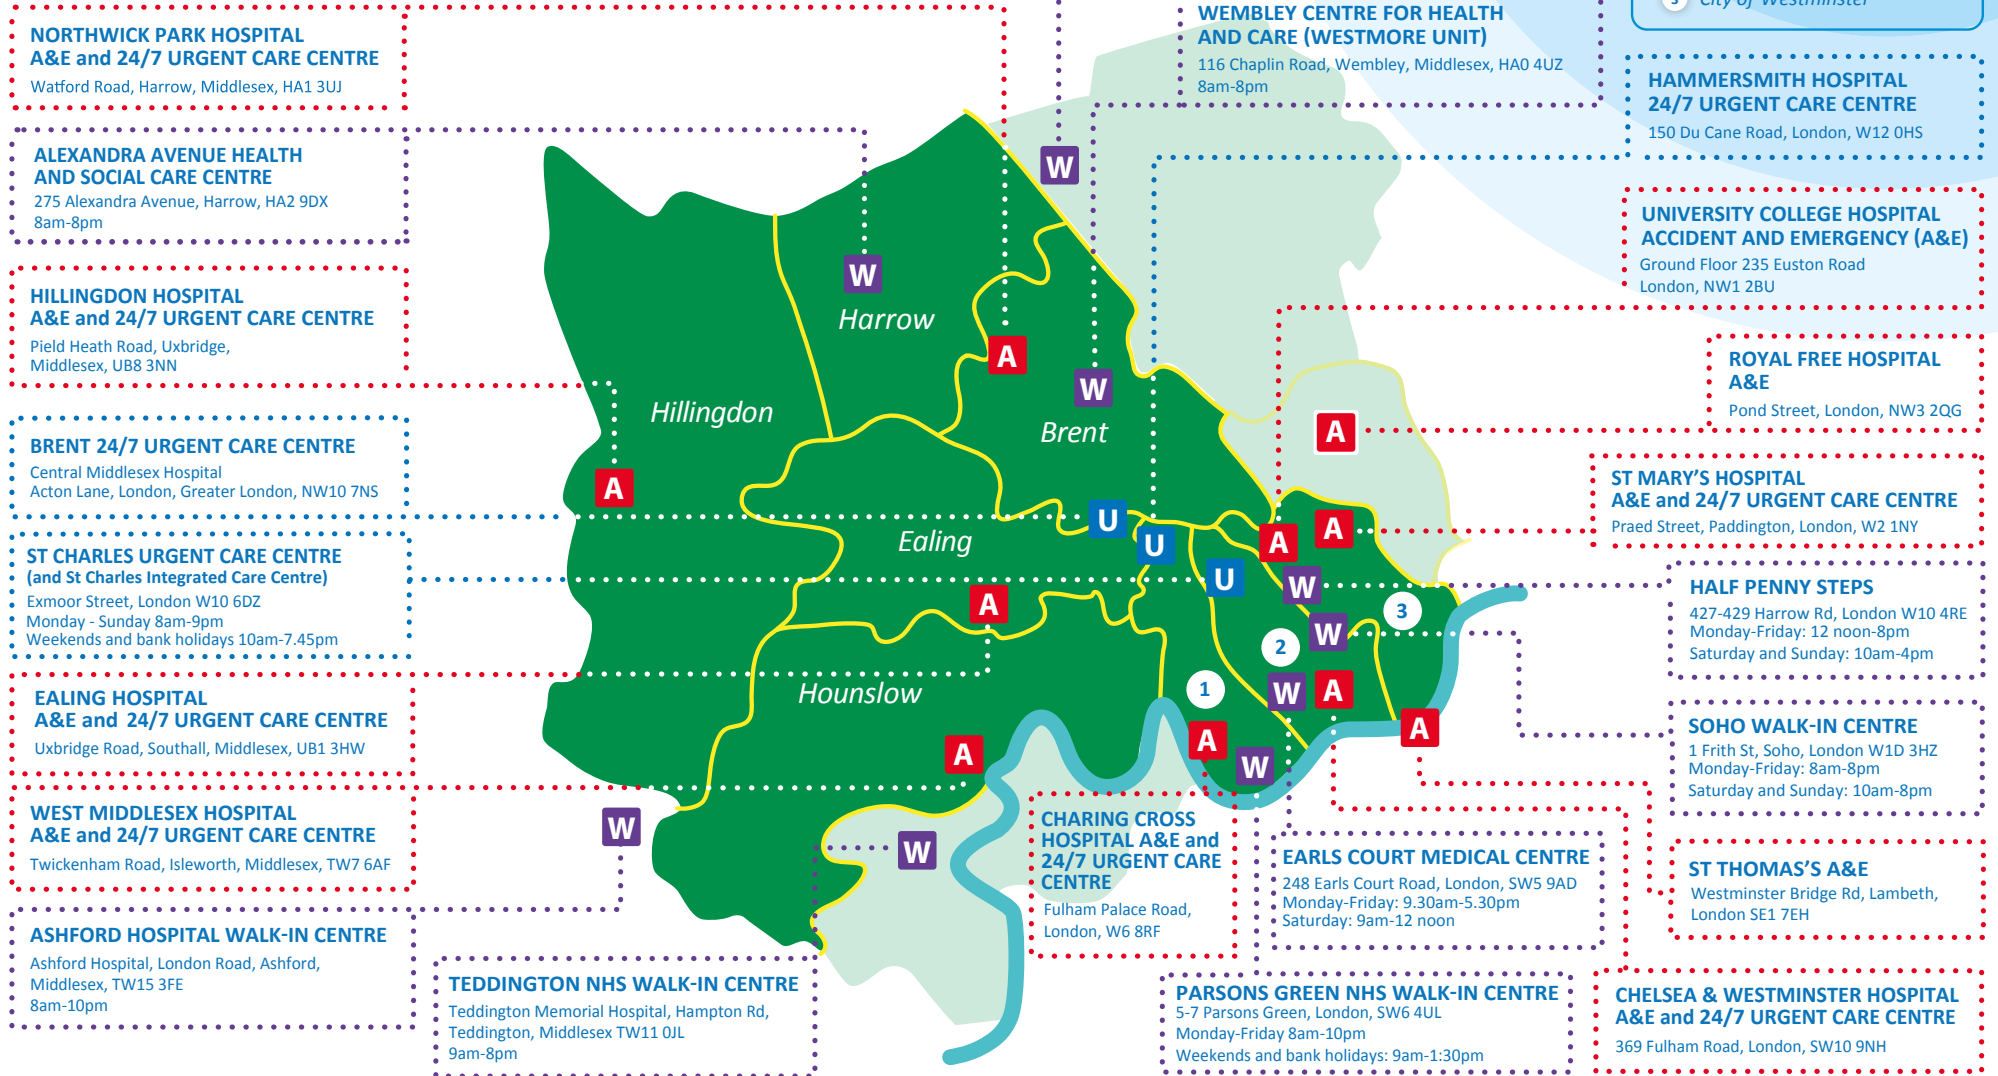 NORTHWICK PARK HOSPITAL
A&E and 24/7 URGENT CARE CENTRE
Watford Road, Harrow, Middlesex, HA1 3UJ
ALEXANDRA AVENUE HEALTH
AND SOCIAL CARE CENTRE
275 Alexandra Avenue, Harrow, HA2 9DX
8am-8pm
HILLINGDON HOSPITAL
A&E and 24/7 URGENT CARE CENTRE
Pield Heath Road, Uxbridge,
Middlesex, UB8 3NN
BRENT 24/7 URGENT CARE CENTRE
Central Middlesex Hospital
Acton Lane, London, Greater London, NW10 7NS
ST CHARLES URGENT CARE CENTRE
(and St Charles Integrated Care Centre)
Exmoor Street, London W10 6DZ
Monday - Sunday 8am-9pm
Weekends and bank holidays 10am-7.45pm
EALING HOSPITAL
A&E and 24/7 URGENT CARE CENTRE
Uxbridge Road, Southall, Middlesex, UB1 3HW
WEST MIDDLESEX HOSPITAL
A&E and 24/7 URGENT CARE CENTRE
Twickenham Road, Isleworth, Middlesex, TW7 6AF
ASHFORD HOSPITAL WALK-IN CENTRE
Ashford Hospital, London Road, Ashford,
Middlesex, TW15 3FE
8am-10pm
TEDDINGTON NHS WALK-IN CENTRE
Teddington Memorial Hospital, Hampton Rd,
Teddington, Middlesex TW11 0JL
9am-8pm
WEMBLEY CENTRE FOR HEALTH
AND CARE (WESTMORE UNIT)
116 Chaplin Road, Wembley, Middlesex, HA0 4UZ
8am-8pm
W
W
Harrow
A
W
Hillingdon
Brent
A
A
U
Ealing
U
A
A
U
W
A
3
W
2
Hounslow
1
W
A
A
A
A
W
W
W
CHARING CROSS
HOSPITAL A&E and
24/7 URGENT CARE
CENTRE
Fulham Palace Road,
London, W6 8RF
EARLS COURT MEDICAL CENTRE
248 Earls Court Road, London, SW5 9AD
Monday-Friday: 9.30am-5.30pm
Saturday: 9am-12 noon
PARSONS GREEN NHS WALK-IN CENTRE
5-7 Parsons Green, London, SW6 4UL
Monday-Friday 8am-10pm
Weekends and bank holidays: 9am-1:30pm
3 City of Westminster
HAMMERSMITH HOSPITAL
24/7 URGENT CARE CENTRE
150 Du Cane Road, London, W12 0HS
UNIVERSITY COLLEGE HOSPITAL
ACCIDENT AND EMERGENCY (A&E)
Ground Floor 235 Euston Road
London, NW1 2BU
ROYAL FREE HOSPITAL
A&E
Pond Street, London, NW3 2QG
ST MARY'S HOSPITAL
A&E and 24/7 URGENT CARE CENTRE
Praed Street, Paddington, London, W2 1NY
HALF PENNY STEPS
427-429 Harrow Rd, London W10 4RE
Monday-Friday: 12 noon-8pm
Saturday and Sunday: 10am-4pm
SOHO WALK-IN CENTRE
1 Frith St, Soho, London W1D 3HZ
Monday-Friday: 8am-8pm
Saturday and Sunday: 10am-8pm
ST THOMAS'S A&E
Westminster Bridge Rd, Lambeth,
London SE1 7EH
CHELSEA & WESTMINSTER HOSPITAL
A&E and 24/7 URGENT CARE CENTRE
369 Fulham Road, London, SW10 9NH